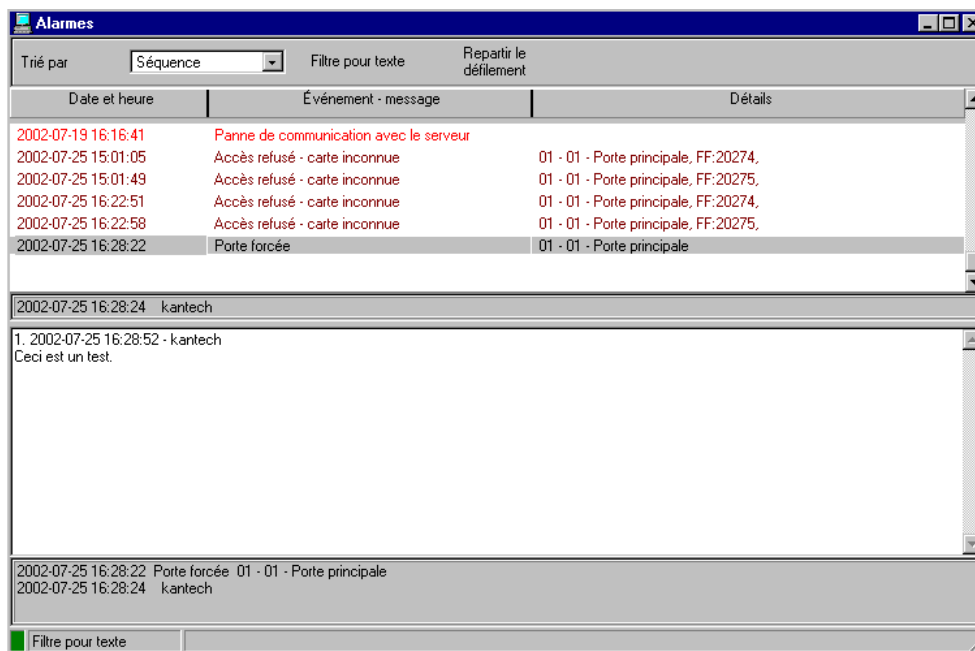 Alarmes
Trié par Séquence Filtre pour texte Repartir le défilement
Date et heure Événement - message Détails
2002-07-19 16:16:41 Panne de communication avec le serveur
2002-07-25 15:01:05 Accès refusé - carte inconnue 01 - 01 - Porte principale, FF:20274,
2002-07-25 15:01:49 Accès refusé - carte inconnue 01 - 01 - Porte principale, FF:20275,
2002-07-25 16:22:51 Accès refusé - carte inconnue 01 - 01 - Porte principale, FF:20274,
2002-07-25 16:22:58 Accès refusé - carte inconnue 01 - 01 - Porte principale, FF:20275,
2002-07-25 16:28:22 Porte forcée 01 - 01 - Porte principale
2002-07-25 16:28:24 kantech
1. 2002-07-25 16:28:52 - kantech
Ceci est un test.
2002-07-25 16:28:22 Porte forcée 01 - 01 - Porte principale
2002-07-25 16:28:24 kantech
Filtre pour texte